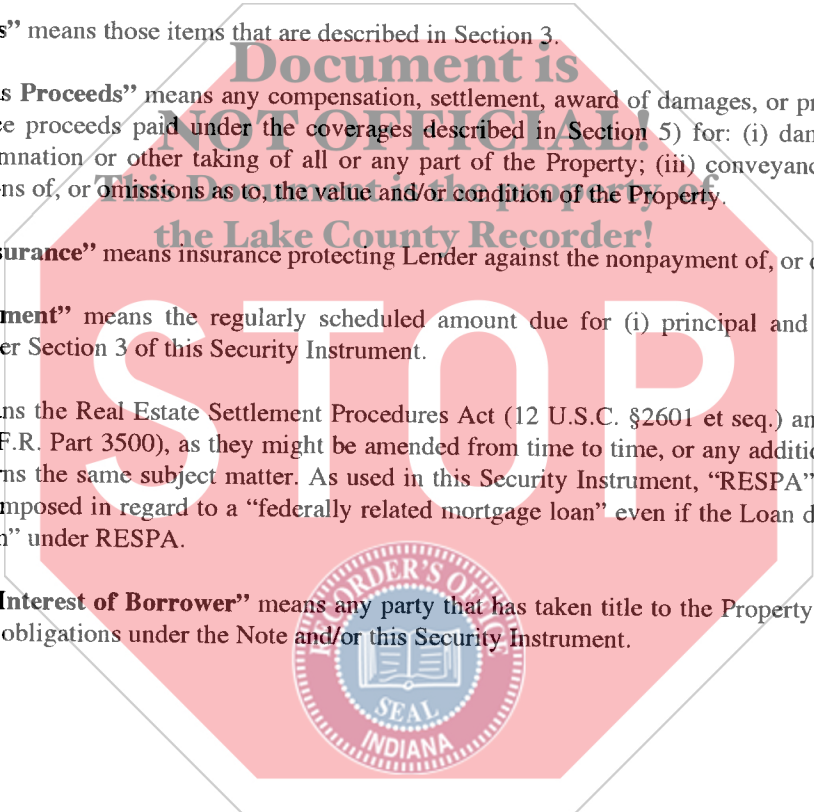 s” means those items that are described in Section 3.
Document is
s Proceeds” means any compensation, settlement, award of damages, or pr
ce proceeds paid under the coverages described in Section 5) for: (i) dam
NOT OFFICIAL!
mnation or other taking of all or any part of the Property; (iii) conveyanc
ns of, or omissions as to, the value and/or condition of the Property.
This Document is the property of
the Lake County Recorder!
surance” means insurance protecting Lender against the nonpayment of, or
ment” means the regularly scheduled amount due for (i) principal and
er Section 3 of this Security Instrument.
STOP
ns the Real Estate Settlement Procedures Act (12 U.S.C. §2601 et seq.) an
F.R. Part 3500), as they might be amended from time to time, or any additio
ns the same subject matter. As used in this Security Instrument, “RESPA”
mposed in regard to a “federally related mortgage loan” even if the Loan d
n” under RESPA.
Interest of Borrower” means any party that has taken title to the Property
obligations under the Note and/or this Security Instrument.
RECORDER'S OFFIC
SEAL
INDIANA